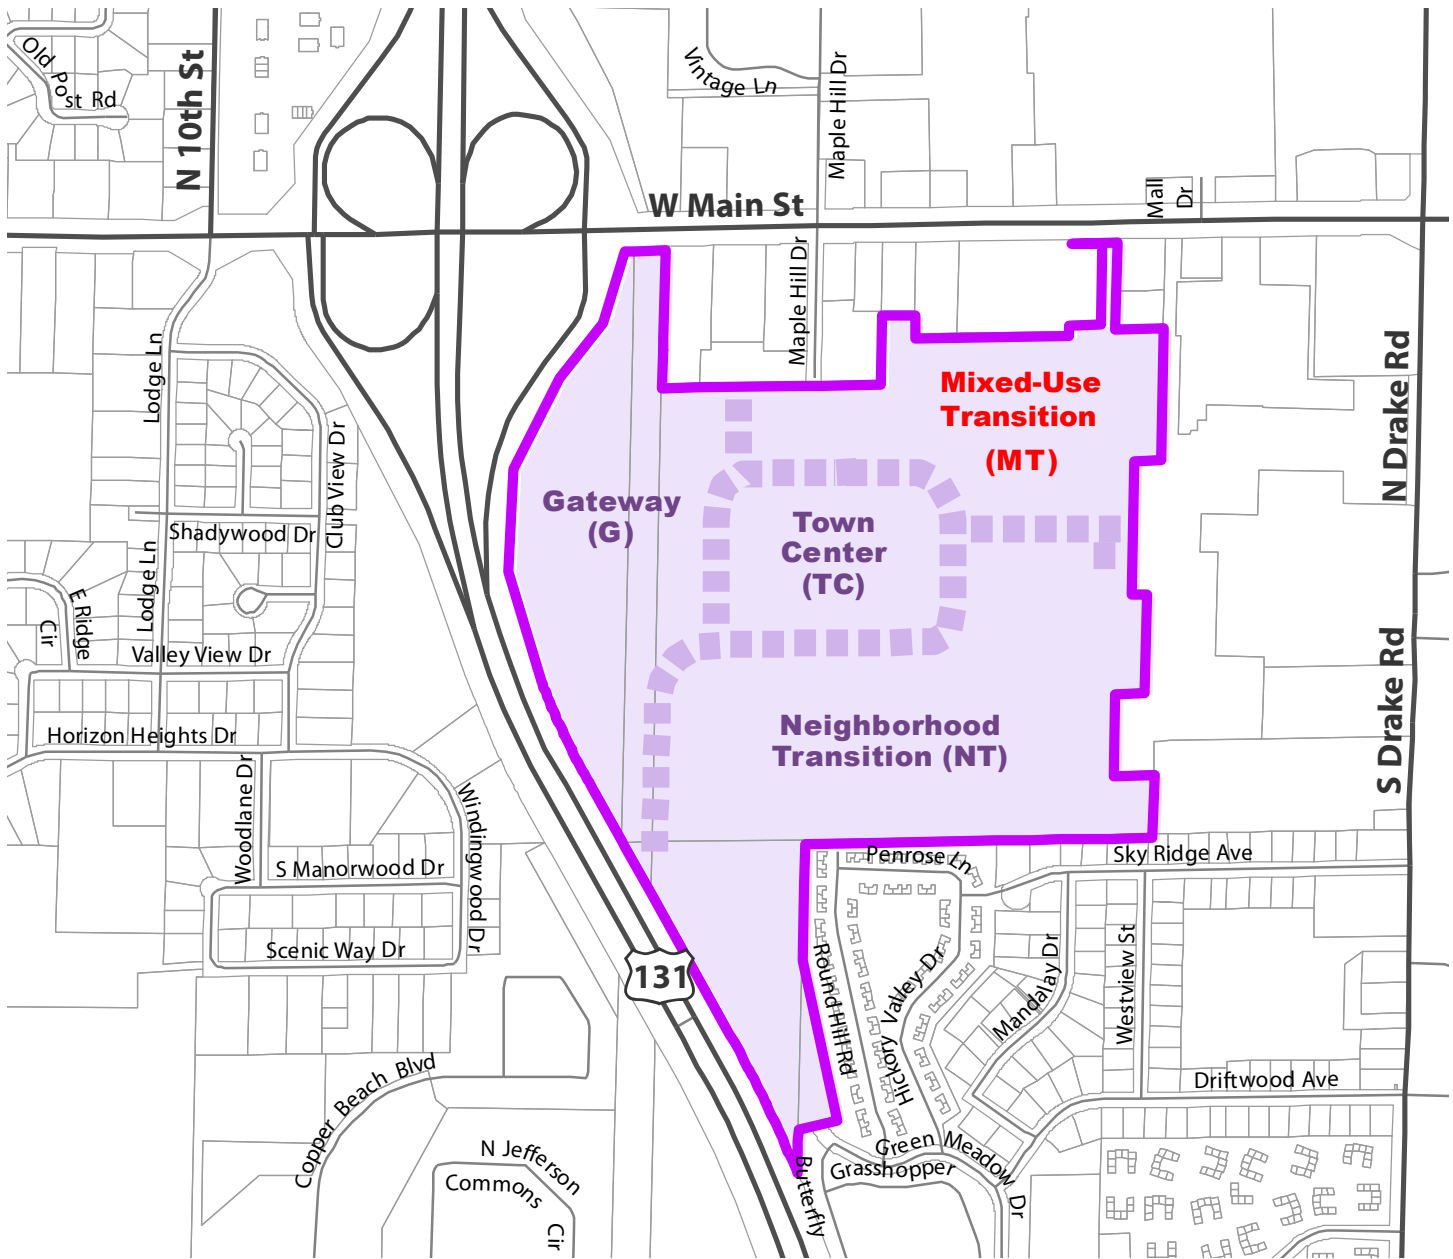 Old Post Rd
N 10th St
Vintage Ln
Maple Hill Dr
W Main St
Mall
Dr
Maple Hill Dr
Lodge Ln
Club View Dr
N Drake Rd
Mixed-Use
Transition
(MT)
Gateway
(G)
Town
Center
(TC)
Shadywood Dr
Lodge Ln
E Ridge
Cir
Valley View Dr
S Drake Rd
Neighborhood
Transition (NT)
Horizon Heights Dr
Woodlane Dr
Windingwood Dr
S Manorwood Dr
Scenic Way Dr
Penrose Ln
Sky Ridge Ave
131
Round Hill Rd
Hickory Valley Dr
Mandalay Dr
Westview St
Driftwood Ave
Copper Beach Blvd
N Jefferson
Commons
Cir
Green Meadow Dr
Grasshopper
Butterfly